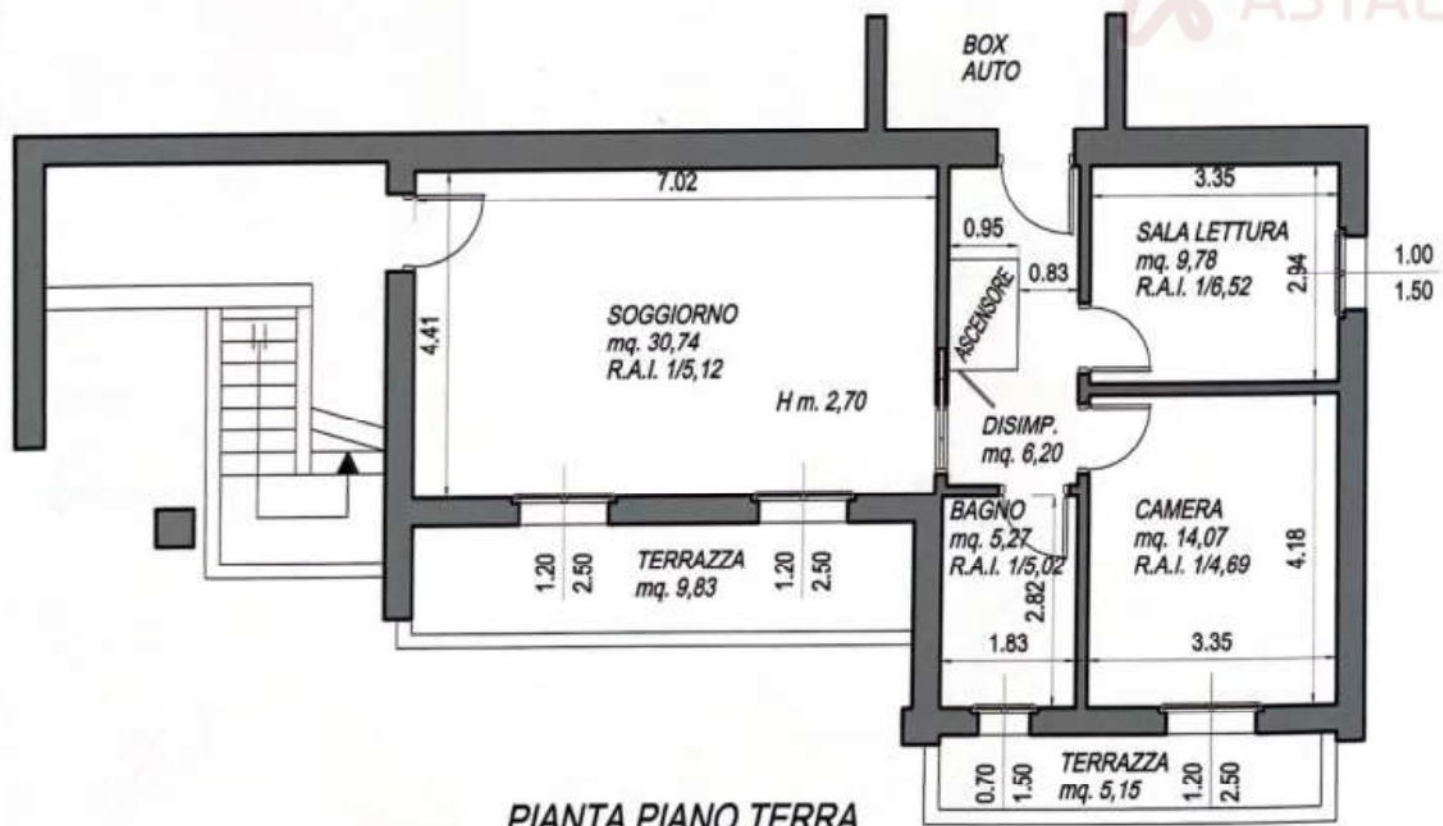 BOX
AUTO
7.02
3.35
0.95
0.83
SALA LETTURA
mq. 9,78
R.A.I. 1/6,52
2.94
1.00
1.50
ASCENSORE
4.41
SOGGIORNO
mq. 30,74
R.A.I. 1/5,12
H m. 2,70
DISIMP.
mq. 6,20
BAGNO
mq. 5,27
R.A.I. 1/5,02
2.82
1.83
CAMERA
mq. 14,07
R.A.I. 1/4,69
4.18
3.35
1.20
2.50
TERRAZZA
mq. 9,83
1.20
2.50
0.70
1.50
TERRAZZA
mq. 5,15
1.20
2.50
PIANTA PIANO TERRA